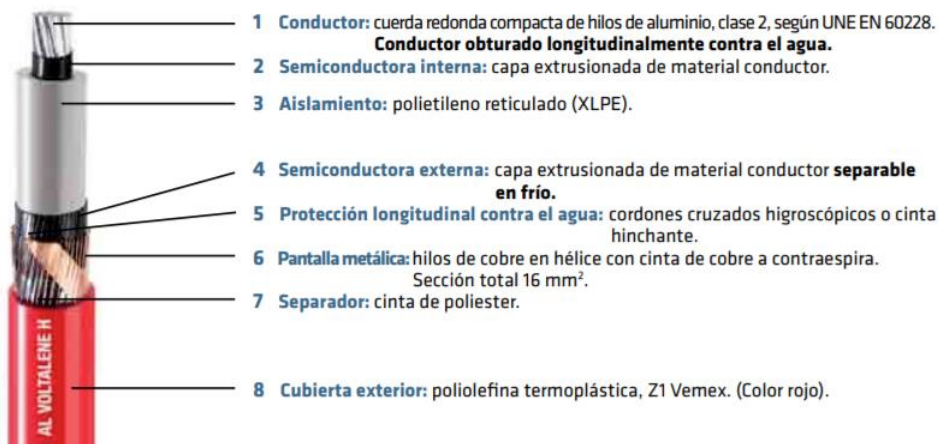 1 Conductor: cuerda redonda compacta de hilos de aluminio, clase 2, según UNE EN 60228.
Conductor obturado longitudinalmente contra el agua.
2 Semiconductora interna: capa extrusionada de material conductor.
3 Aislamiento: polietileno reticulado (XLPE).
4 Semiconductora externa: capa extrusionada de material conductor separable
en frío.
5 Protección longitudinal contra el agua: cordones cruzados higroscópicos o cinta
hinchante.
6 Pantalla metálica: hilos de cobre en hélice con cinta de cobre a contraespira.
Sección total 16 mm².
7 Separador: cinta de poliester.
8 Cubierta exterior: poliolefina termoplástica, Z1 Vemex. (Color rojo).
AL VOLTALENE H